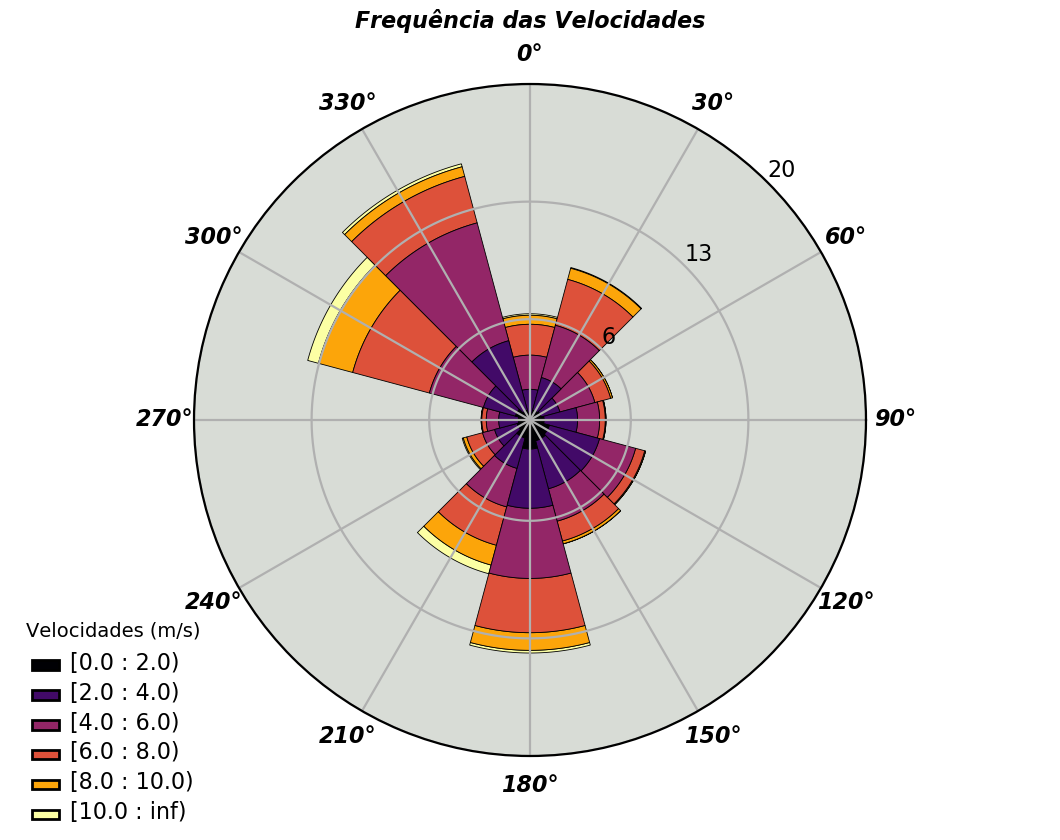 Frequência das Velocidades
0°
330°
30°
20
300°
60°
13
6
270°
90°
240°
120°
Velocidades (m/s)
[0.0 : 2.0)
[2.0 : 4.0)
[4.0 : 6.0)
210°
150°
[6.0 : 8.0)
180°
[8.0 : 10.0)
[10.0 : inf)